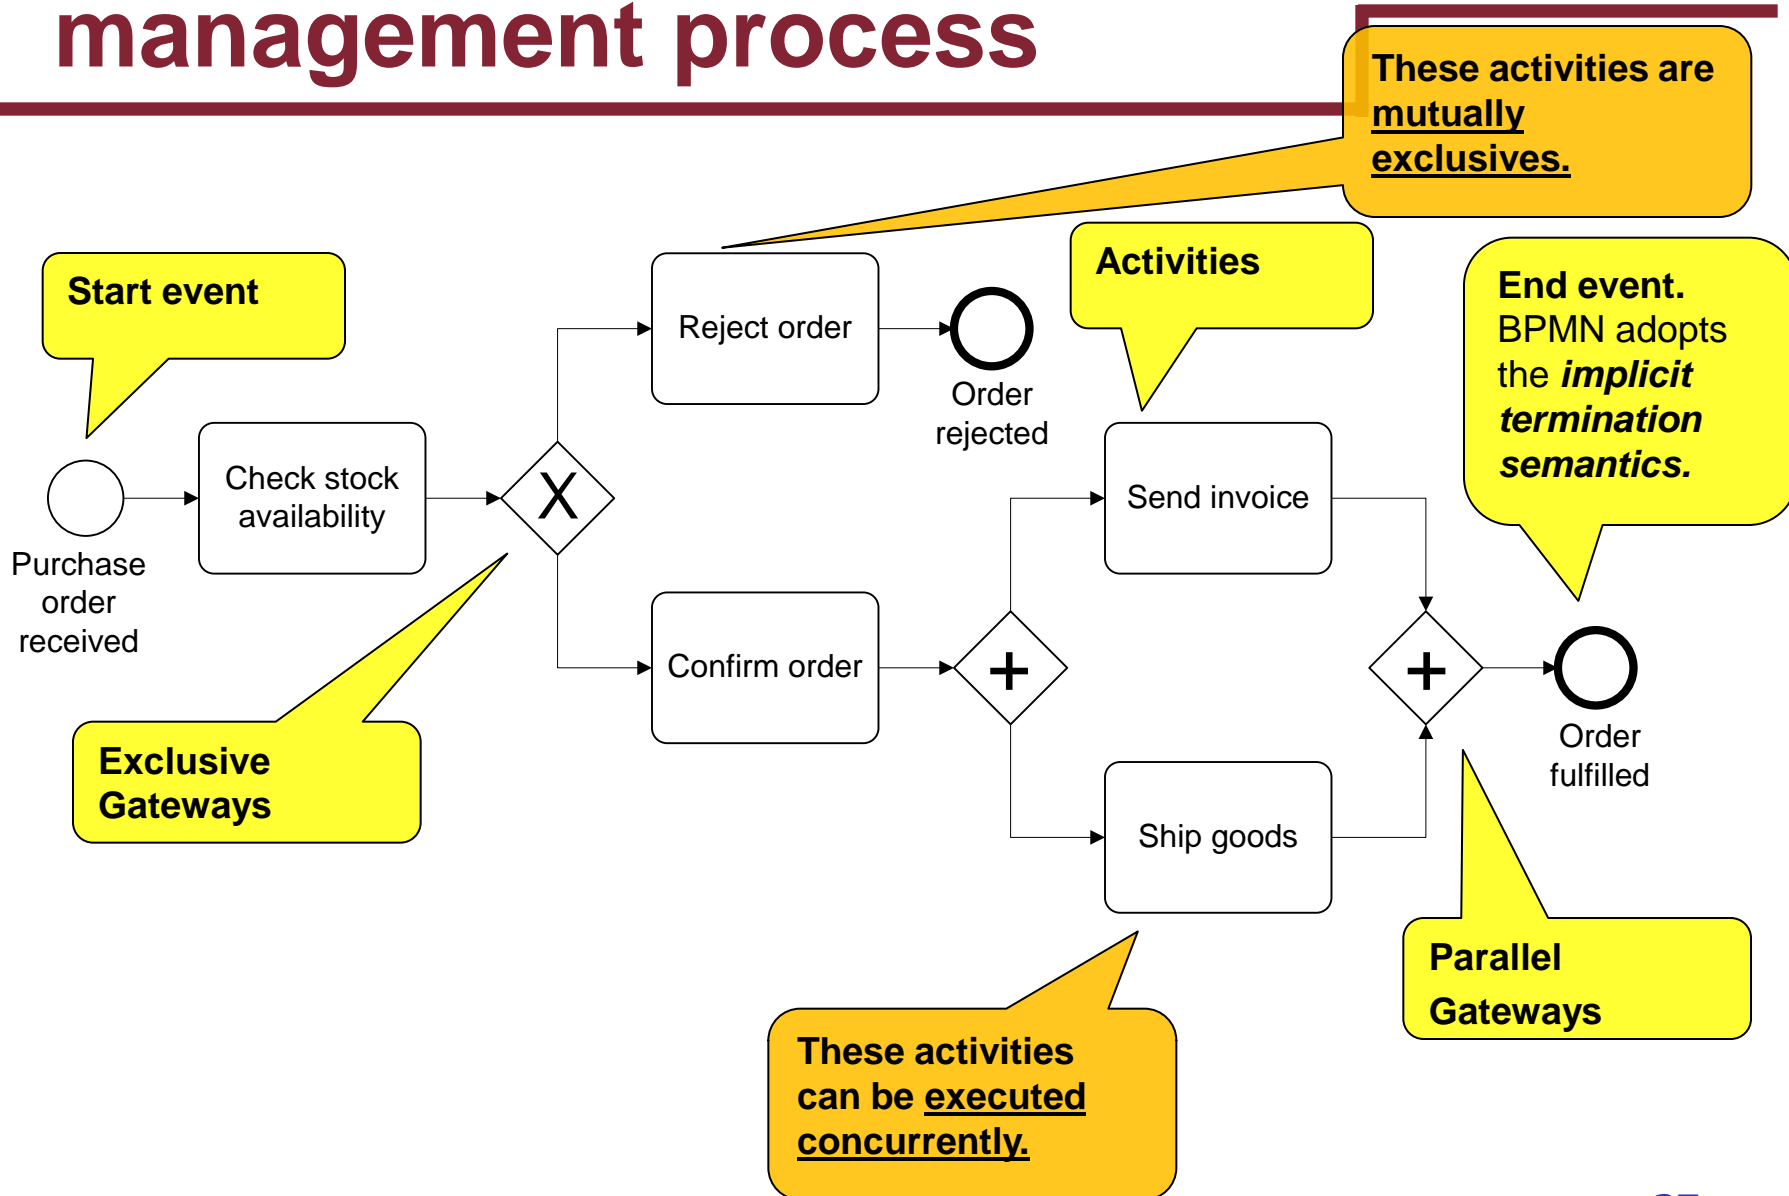 management process
These activities are
mutually
exclusives.
Start event
Activities
End event.
BPMN adopts
the implicit
termination
semantics.
Reject order
Order
rejected
Check stock
availability
X
Send invoice
Purchase
order
received
Confirm order
+
+
Order
fulfilled
Exclusive
Gateways
Ship goods
Parallel
Gateways
These activities
can be executed
concurrently.